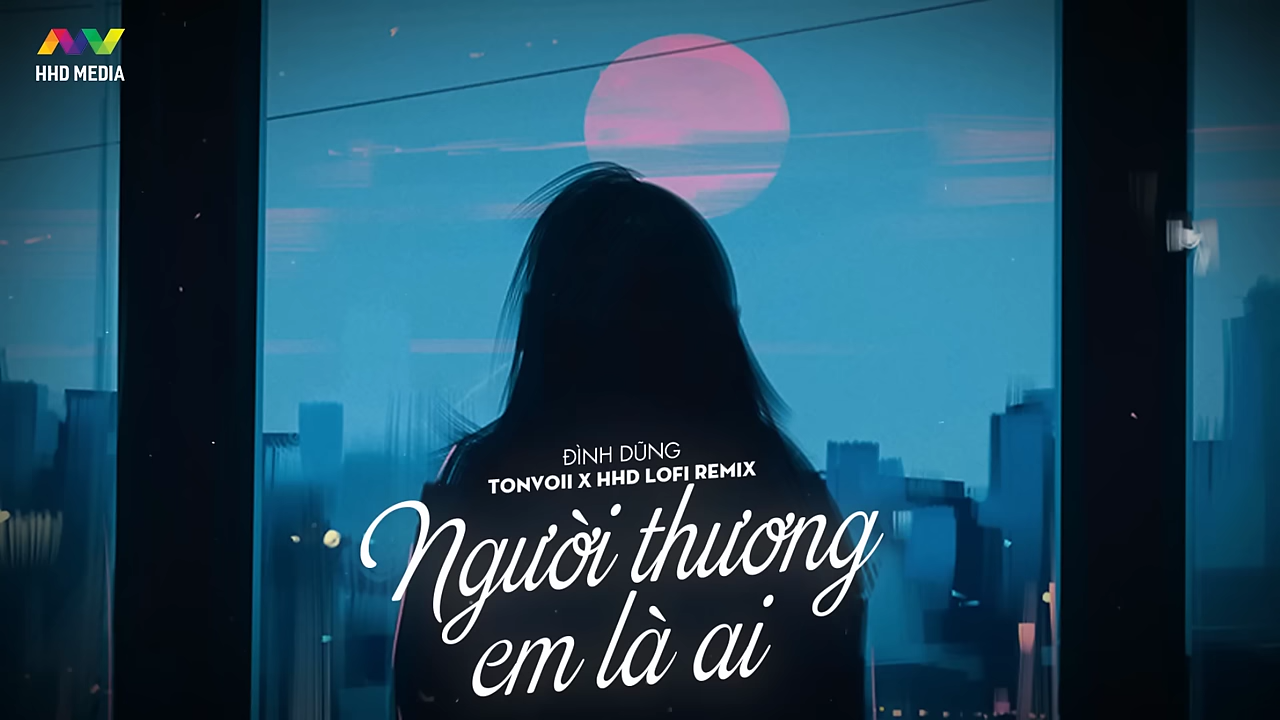 HHD MEDIA
ĐÌNH DŨNG
TONVOII X HHD LOFI REMIX
Người thương
em là ai